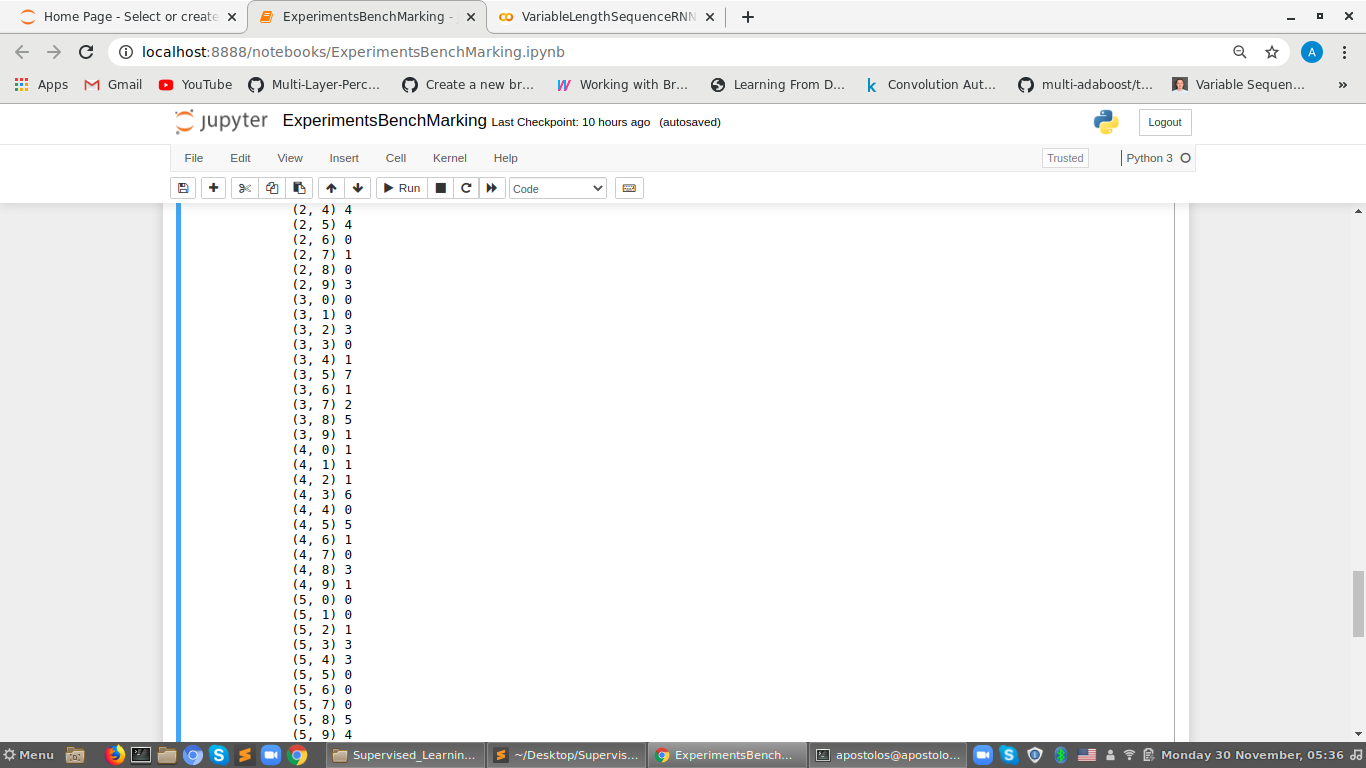 Home Page - Select or create
ExperimentsBenchMarking -
VariableLengthSequenceRNN
localhost:8888/notebooks/ExperimentsBenchMarking.ipynb
A
Apps
Gmail
YouTube
Multi-Layer-Perc...
Create a new br...
Working with Br...
Learning From D...
Convolution Aut...
multi-adaboost/t...
Variable Sequen...
»
jupyter ExperimentsBenchMarking Last Checkpoint: 10 hours ago (autosaved)
Logout
File Edit View Insert Cell Kernel Help
Trusted
Python 3
Run
Code
(2, 4) 4
(2, 5) 4
(2, 6) 0
(2, 7) 1
(2, 8) 0
(2, 9) 3
(3, 0) 0
(3, 1) 0
(3, 2) 3
(3, 3) 0
(3, 4) 1
(3, 5) 7
(3, 6) 1
(3, 7) 2
(3, 8) 5
(3, 9) 1
(4, 0) 1
(4, 1) 1
(4, 2) 1
(4, 3) 6
(4, 4) 0
(4, 5) 5
(4, 6) 1
(4, 7) 0
(4, 8) 3
(4, 9) 1
(5, 0) 0
(5, 1) 0
(5, 2) 1
(5, 3) 3
(5, 4) 3
(5, 5) 0
(5, 6) 0
(5, 7) 0
(5, 8) 5
(5, 9) 4
Menu
Supervised_Learnin...
~/Desktop/Supervis...
ExperimentsBench...
apostolos@apostolo...
Monday 30 November, 05:36